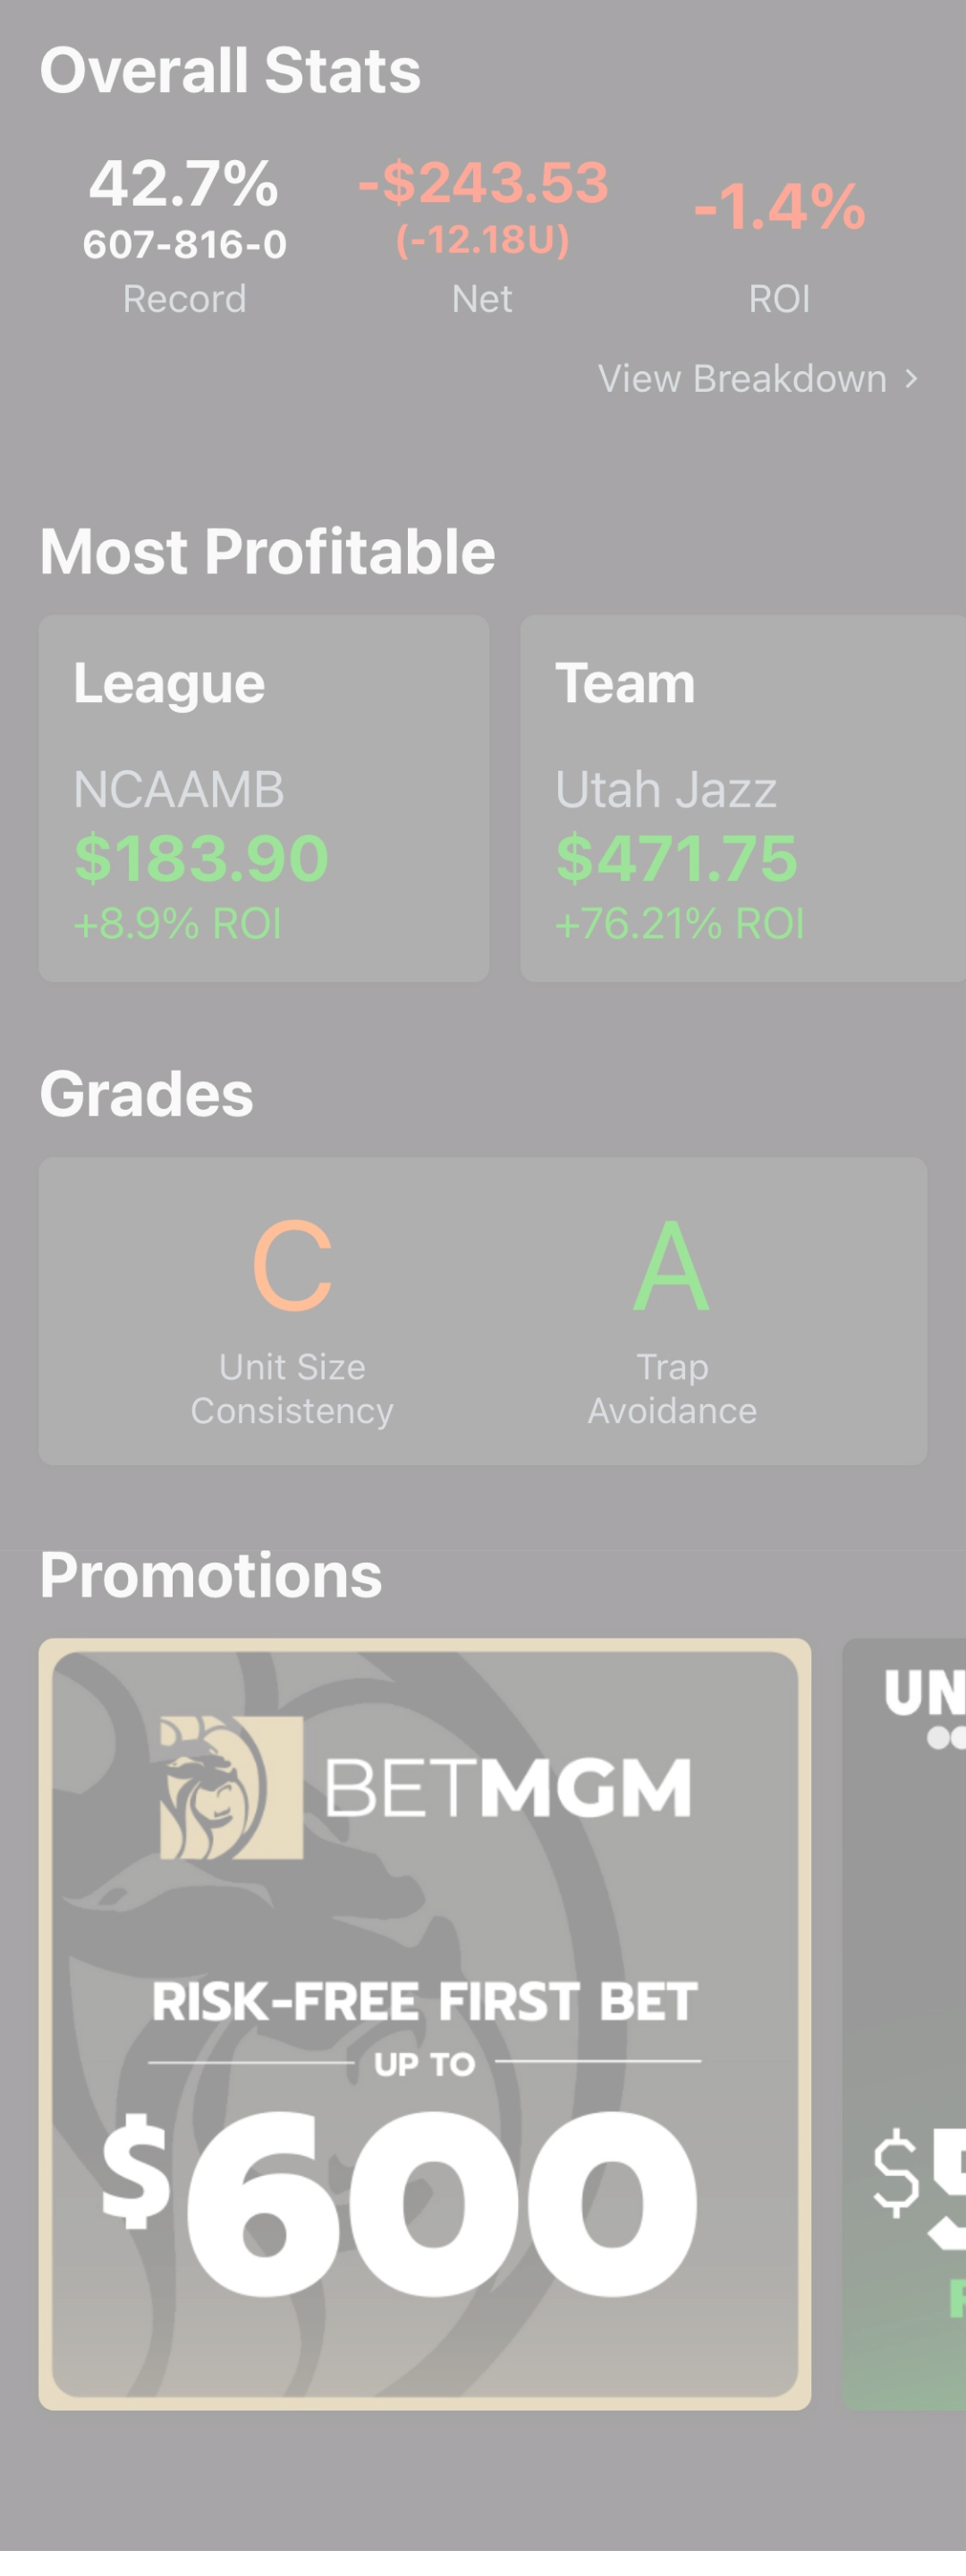 Overall Stats
42.7%
607-816-0
Record
-$243.53
(-12.18U)
Net
-1.4%
ROI
View Breakdown >
Most Profitable
League
NCAAMB
$183.90
+8.9% ROI
Team
Utah Jazz
$471.75
+76.21% ROI
Grades
C
Unit Size
Consistency
A
Trap
Avoidance
Promotions
BETMGM
RISK-FREE FIRST BET
UP TO
$600
UN
$5